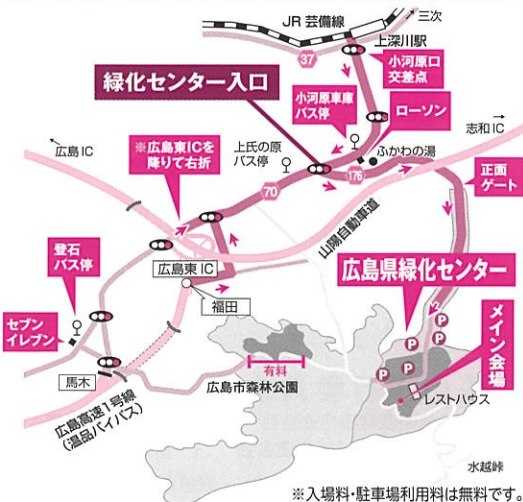 JR 芸備線
三次
上深川駅
37
小河原口
交差点
緑化センター入口
小河原車庫
バス停
ローソン
志和IC
広島IC
※広島東ICを
降りて右折
上氏の原
バス停
ふかわの湯
176
70
正面
ゲート
山陽自動車道
登石
バス停
広島東IC
福田
広島県緑化センター
セブン
イレブン
馬木
有料
広島市森林公園
メイン会場
P
P
P
P
P
レストハウス
広島高速1号線
(温品バイパス)
水越峠
※入場料・駐車場利用料は無料です。